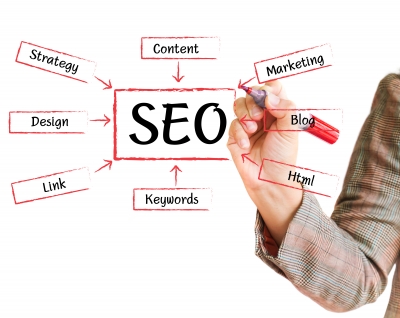 Content
Strategy
Marketing
Design
SEO
Blog
Link
Html
Keywords